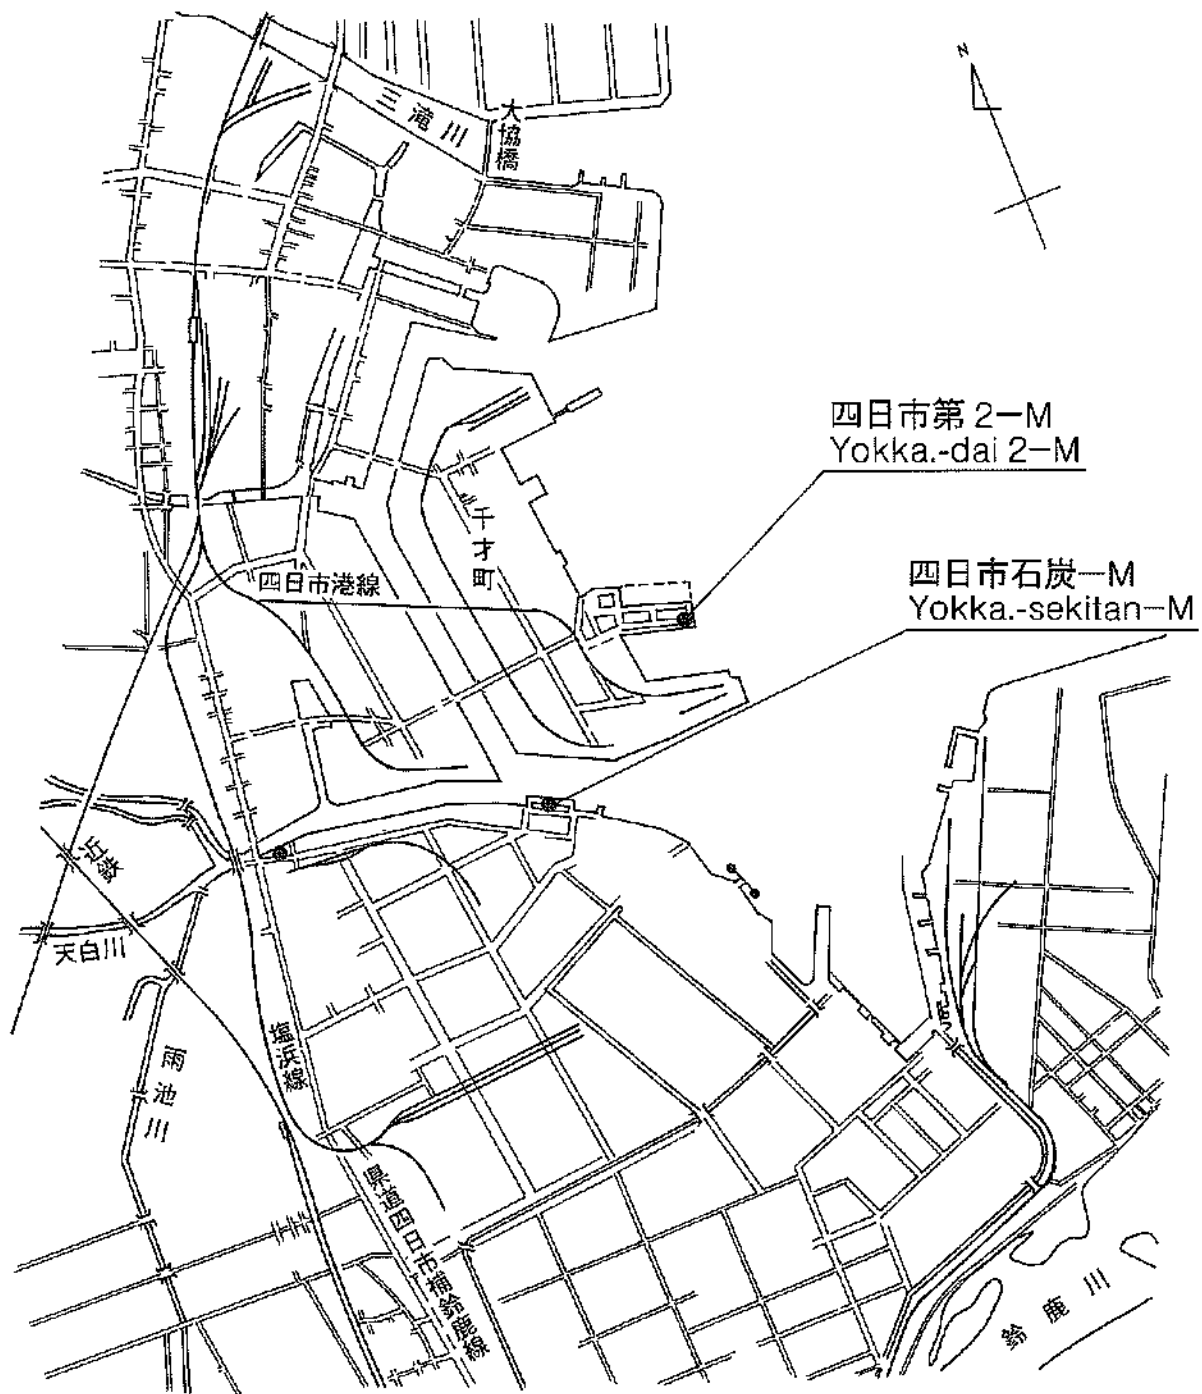 N
三滝川
大協橋
四日市第2-M
Yokka.-dai 2-M
千才町
四日市石炭-M
Yokka.-sekitan-M
四日市港線
近鉄
天白川
塩浜線
雨池川
県道四日市楠鈴鹿線
鈴鹿川